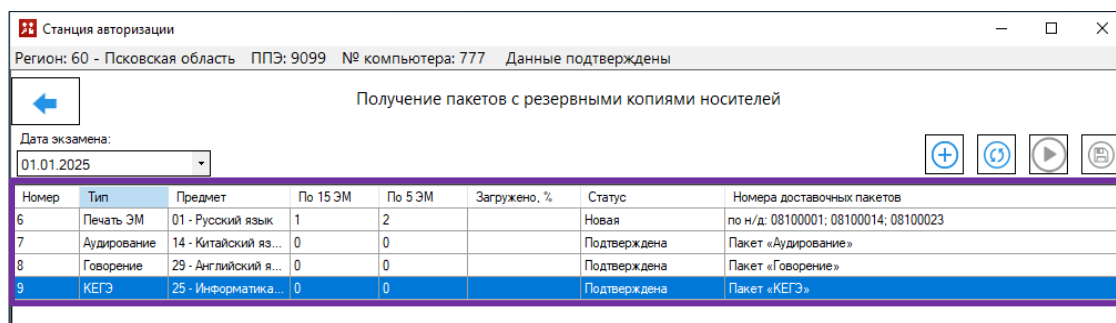 Станция авторизации
Регион: 60 - Псковская область ППЭ: 9099 № компьютера: 777 Данные подтверждены
Получение пакетов с резервными копиями носителей
Дата экзамена:
01.01.2025
Номер Тип Предмет По 15 ЭМ По 5 ЭМ Загружено, % Статус Номера доставочных пакетов
6 Печать ЭМ 01 - Русский язык 1 2 Новая по н/д: 08100001; 08100014; 08100023
7 Аудирование 14 - Китайский яз... 0 0 Подтверждена Пакет «Аудирование»
8 Говорение 29 - Английский я... 0 0 Подтверждена Пакет «Говорение»
9 КЕГЭ 25 - Информатика... 0 0 Подтверждена Пакет «КЕГЭ»